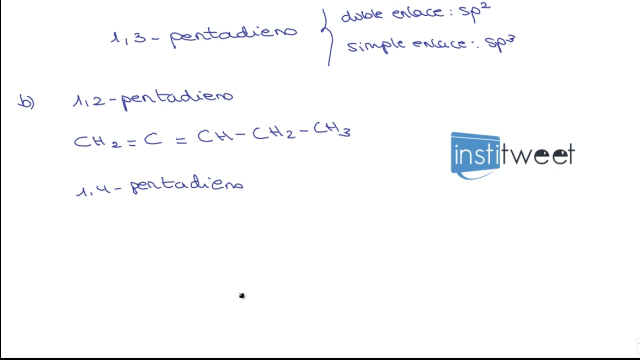 1,3-pentadieno { doble enlace: sp²
simple enlace: sp³
b) 1,2-pentadieno
CH₂=C=CH-CH₂-CH₃
institweet
1,4-pentadieno